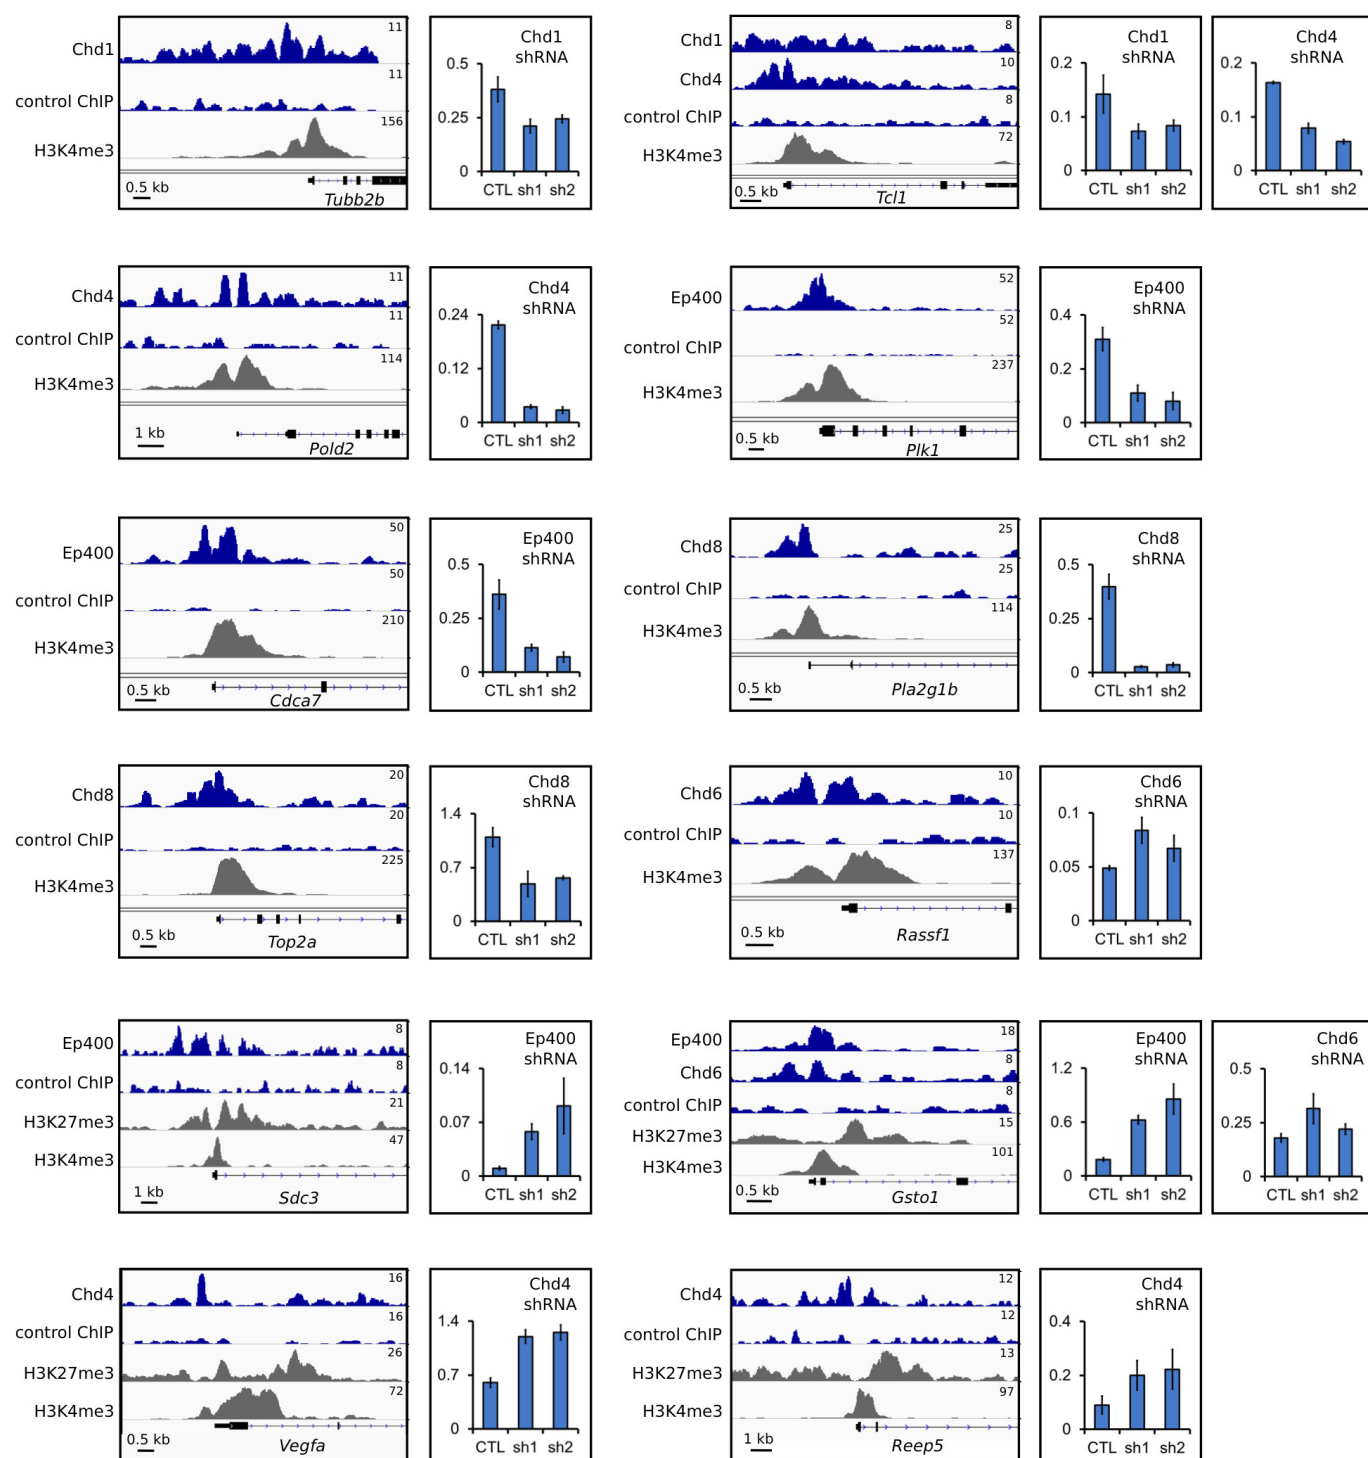 Chd1
11
control ChIP
11
H3K4me3
156
0.5 kb
Tubb2b
Chd1
shRNA
0.5
0.25
0
CTL sh1 sh2
Chd1
8
Chd4
10
control ChIP
8
H3K4me3
72
0.5 kb
Tcl1
Chd1
shRNA
0.2
0.1
0
CTL sh1 sh2
Chd4
shRNA
0.2
0.1
0
CTL sh1 sh2
Chd4
11
control ChIP
11
H3K4me3
114
1 kb
Pold2
Chd4
shRNA
0.24
0.12
0
CTL sh1 sh2
Ep400
52
control ChIP
52
H3K4me3
237
0.5 kb
Plk1
Ep400
shRNA
0.4
0.2
0
CTL sh1 sh2
Ep400
50
control ChIP
50
H3K4me3
210
0.5 kb
Cdca7
Ep400
shRNA
0.5
0.25
0
CTL sh1 sh2
Chd8
25
control ChIP
25
H3K4me3
114
0.5 kb
Pla2g1b
Chd8
shRNA
0.5
0.25
0
CTL sh1 sh2
Chd8
20
control ChIP
20
H3K4me3
225
0.5 kb
Top2a
Chd8
shRNA
1.4
0.7
0
CTL sh1 sh2
Chd6
10
control ChIP
10
H3K4me3
137
0.5 kb
Rassf1
Chd6
shRNA
0.1
0.05
0
CTL sh1 sh2
Ep400
8
control ChIP
8
H3K27me3
21
H3K4me3
47
1 kb
Sdc3
Ep400
shRNA
0.14
0.07
0
CTL sh1 sh2
Ep400
18
Chd6
8
control ChIP
8
H3K27me3
15
H3K4me3
101
0.5 kb
Gsto1
Ep400
shRNA
1.2
0.6
0
CTL sh1 sh2
Chd6
shRNA
0.5
0.25
0
CTL sh1 sh2
Chd4
16
control ChIP
16
H3K27me3
26
H3K4me3
72
0.5 kb
Vegfa
Chd4
shRNA
1.4
0.7
0
CTL sh1 sh2
Chd4
12
control ChIP
12
H3K27me3
13
H3K4me3
97
1 kb
Reep5
Chd4
shRNA
0.4
0.2
0
CTL sh1 sh2